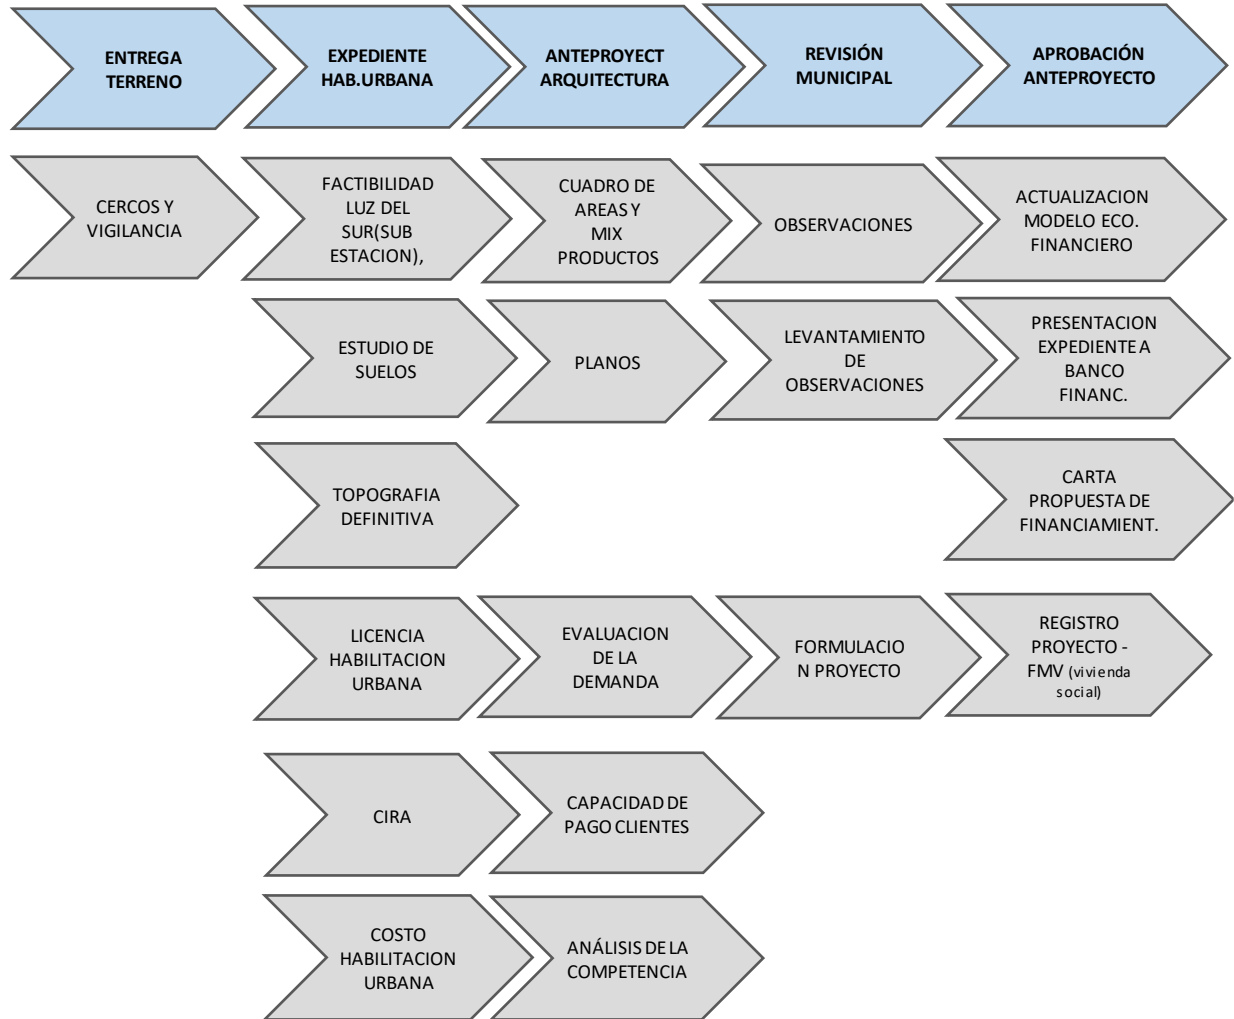 ENTREGA
TERRENO
EXPEDIENTE
HAB.URBANA
ANTEPROYECT
ARQUITECTURA
REVISIÓN
MUNICIPAL
APROBACIÓN
ANTEPROYECTO
CERCOS Y
VIGILANCIA
FACTIBILIDAD
LUZ DEL
SUR(SUB
ESTACION),
CUADRO DE
AREAS Y
MIX
PRODUCTOS
OBSERVACIONES
ACTUALIZACION
MODELO ECO.
FINANCIERO
ESTUDIO DE
SUELOS
PLANOS
LEVANTAMIENTO
DE
OBSERVACIONES
PRESENTACION
EXPEDIENTE A
BANCO
FINANC.
TOPOGRAFIA
DEFINITIVA
CARTA
PROPUESTA DE
FINANCIAMIENT.
LICENCIA
HABILITACION
URBANA
EVALUACION
DE LA
DEMANDA
FORMULACIO
N PROYECTO
REGISTRO
PROYECTO -
FMV (vivienda
social)
CIRA
CAPACIDAD DE
PAGO CLIENTES
COSTO
HABILITACION
URBANA
ANÁLISIS DE LA
COMPETENCIA